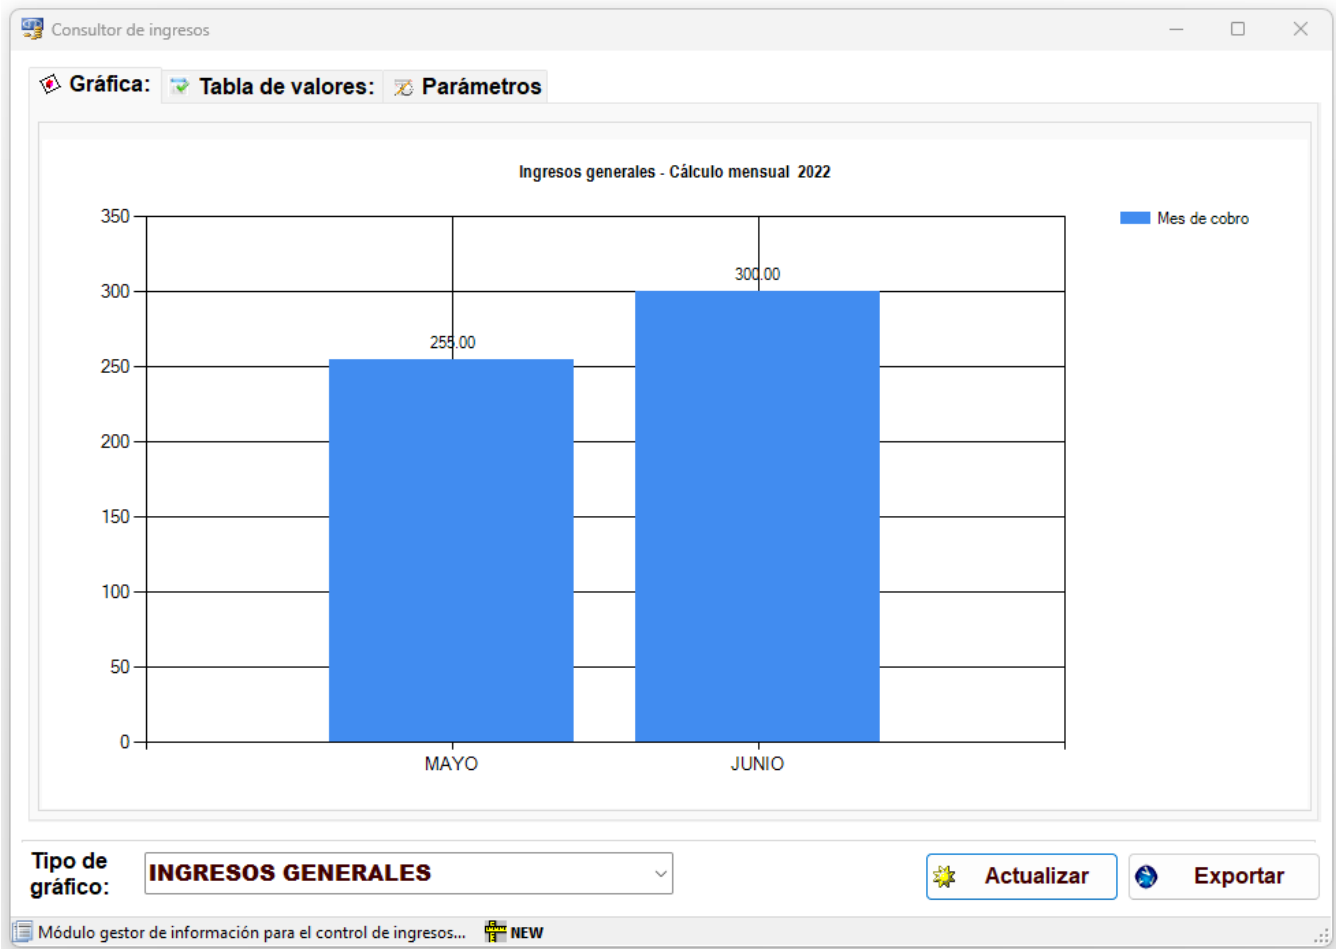 Consultor de ingresos
Gráfica: Tabla de valores: Parámetros
Ingresos generales - Cálculo mensual 2022
Mes de cobro
350
300
250
200
150
100
50
0
255.00
300.00
MAYO JUNIO
Tipo de
gráfico:
INGRESOS GENERALES
Actualizar Exportar
Módulo gestor de información para el control de ingresos... NEW